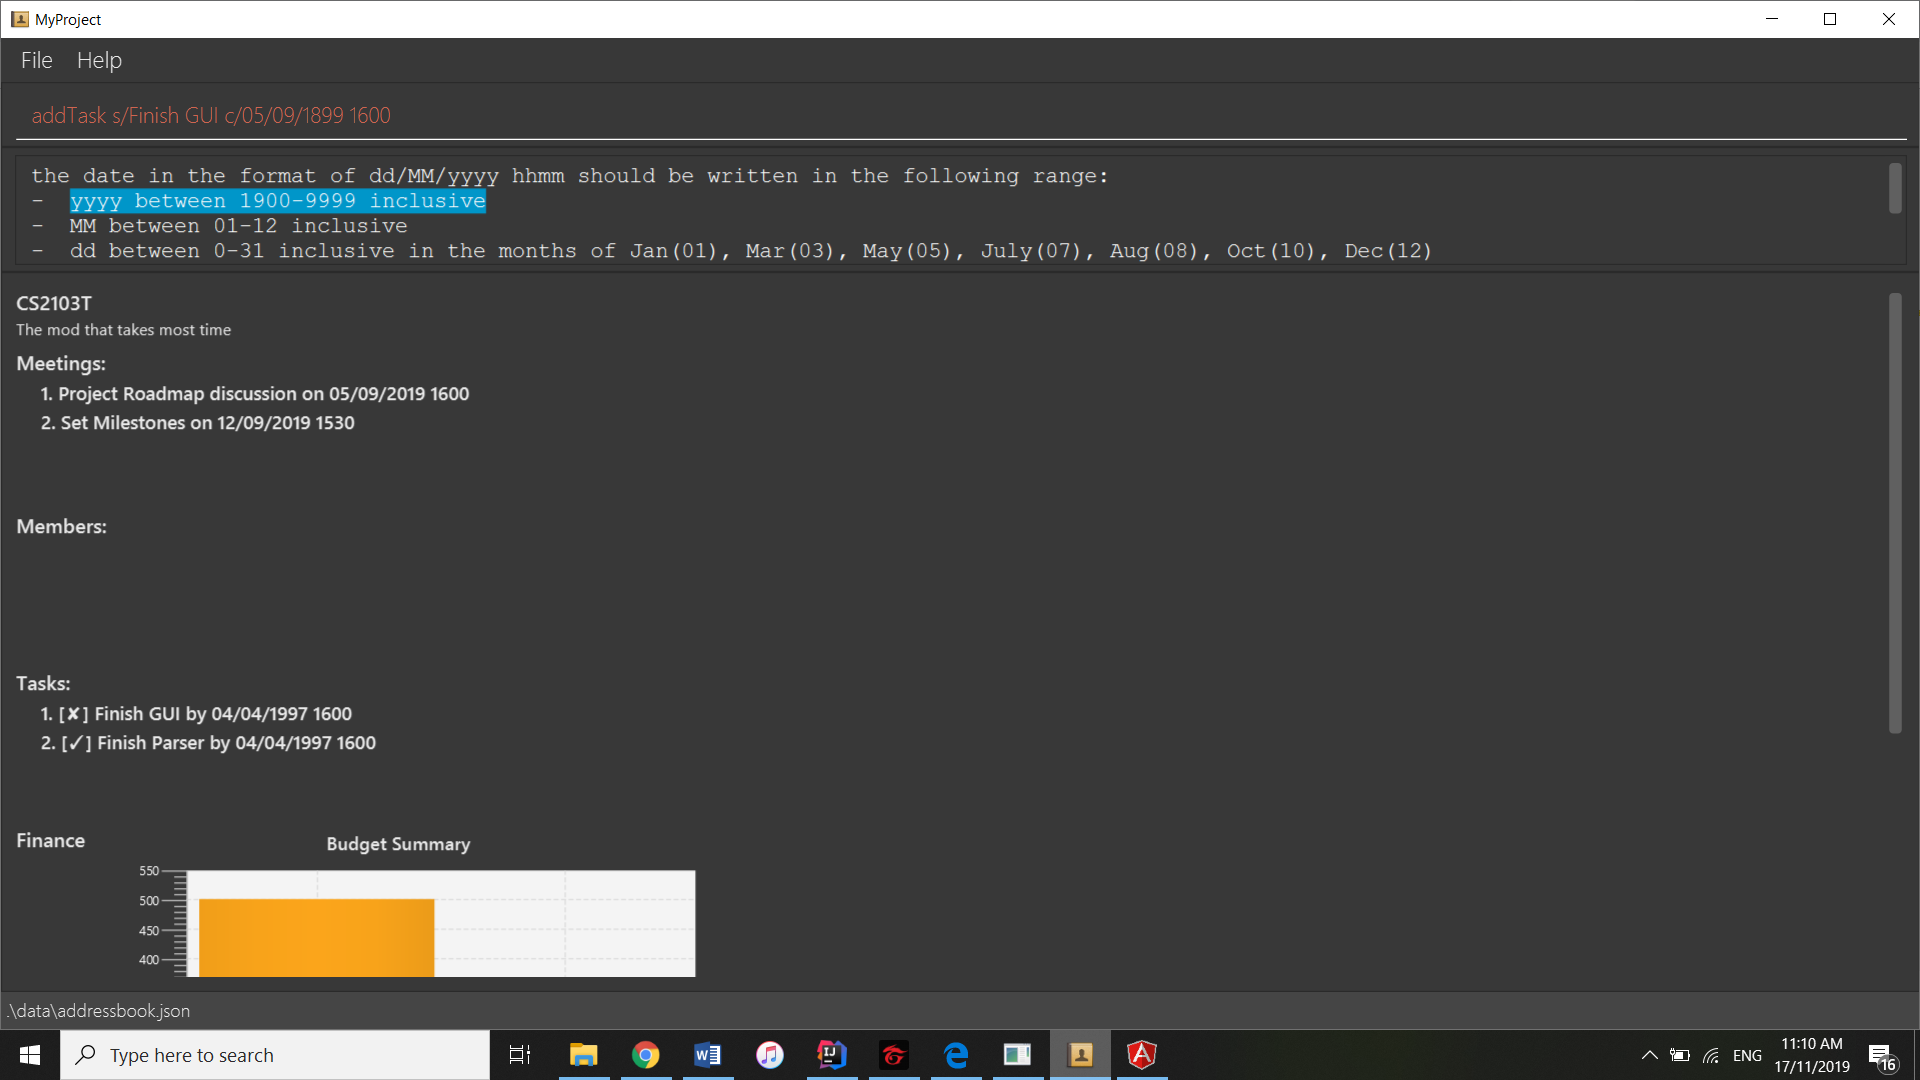 MyProject
File Help
addTask s/Finish GUI c/05/09/1899 1600
the date in the format of dd/MM/yyyy hhmm should be written in the following range:
- yyyy between 1900-9999 inclusive
- MM between 01-12 inclusive
- dd between 0-31 inclusive in the months of Jan(01), Mar(03), May(05), July(07), Aug(08), Oct(10), Dec(12)
CS2103T
The mod that takes most time
Meetings:
1. Project Roadmap discussion on 05/09/2019 1600
2. Set Milestones on 12/09/2019 1530
Members:
Tasks:
1. [✘] Finish GUI by 04/04/1997 1600
2. [✓] Finish Parser by 04/04/1997 1600
Finance
Budget Summary
550
500
450
400
.\data\addressbook.json
Type here to search
ENG
11:10 AM
17/11/2019
16